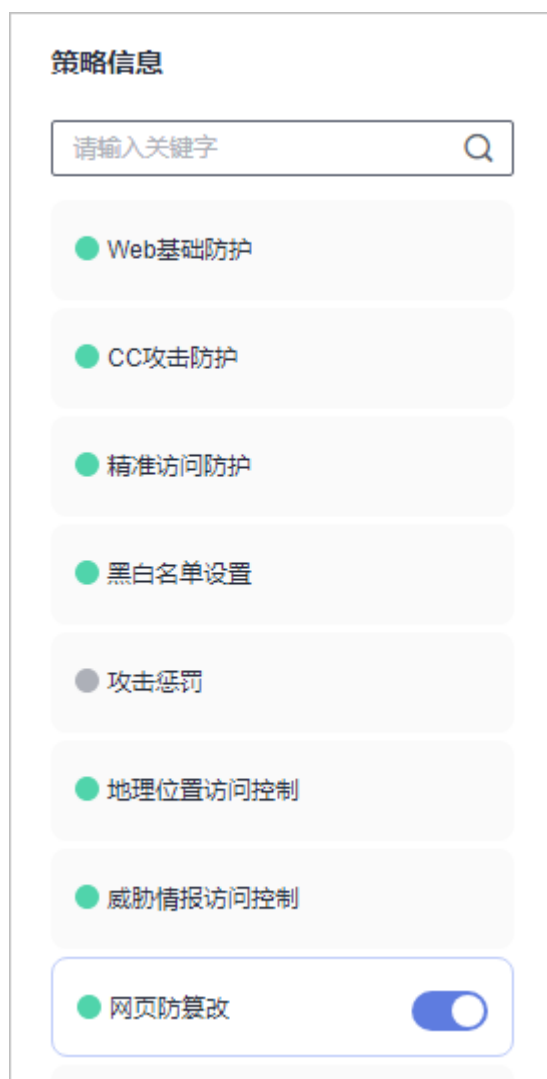 策略信息
请输入关键字
Web基础防护
CC攻击防护
精准访问防护
黑白名单设置
攻击惩罚
地理位置访问控制
威胁情报访问控制
网页防篡改